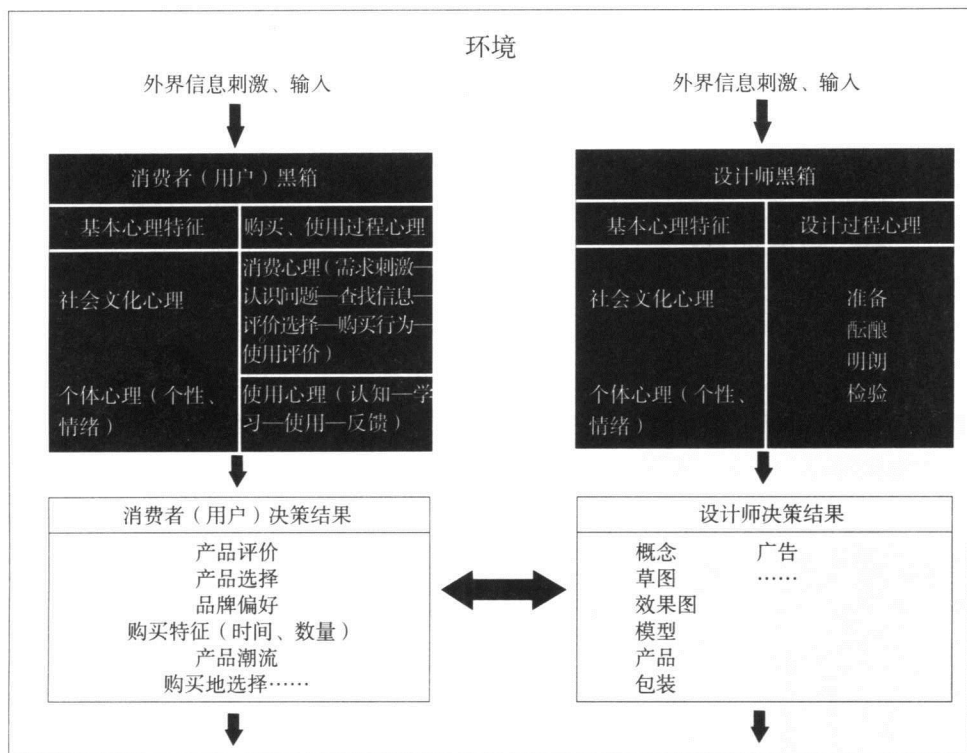 环境
外界信息刺激、输入
消费者（用户）黑箱
基本心理特征
购买、使用过程心理
社会文化心理
个体心理（个性、
情绪）
消费心理（需求刺激—
认识问题—查找信息—
评价选择—购买行为—
使用评价）
使用心理（认知—学
习—使用—反馈）
消费者（用户）决策结果
产品评价
产品选择
品牌偏好
购买特征（时间、数量）
产品潮流
购买地选择……
外界信息刺激、输入
设计师黑箱
基本心理特征
设计过程心理
社会文化心理
个体心理（个性、
情绪）
准备
酝酿
明朗
检验
设计师决策结果
概念
草图
效果图
模型
产品
包装
广告
……